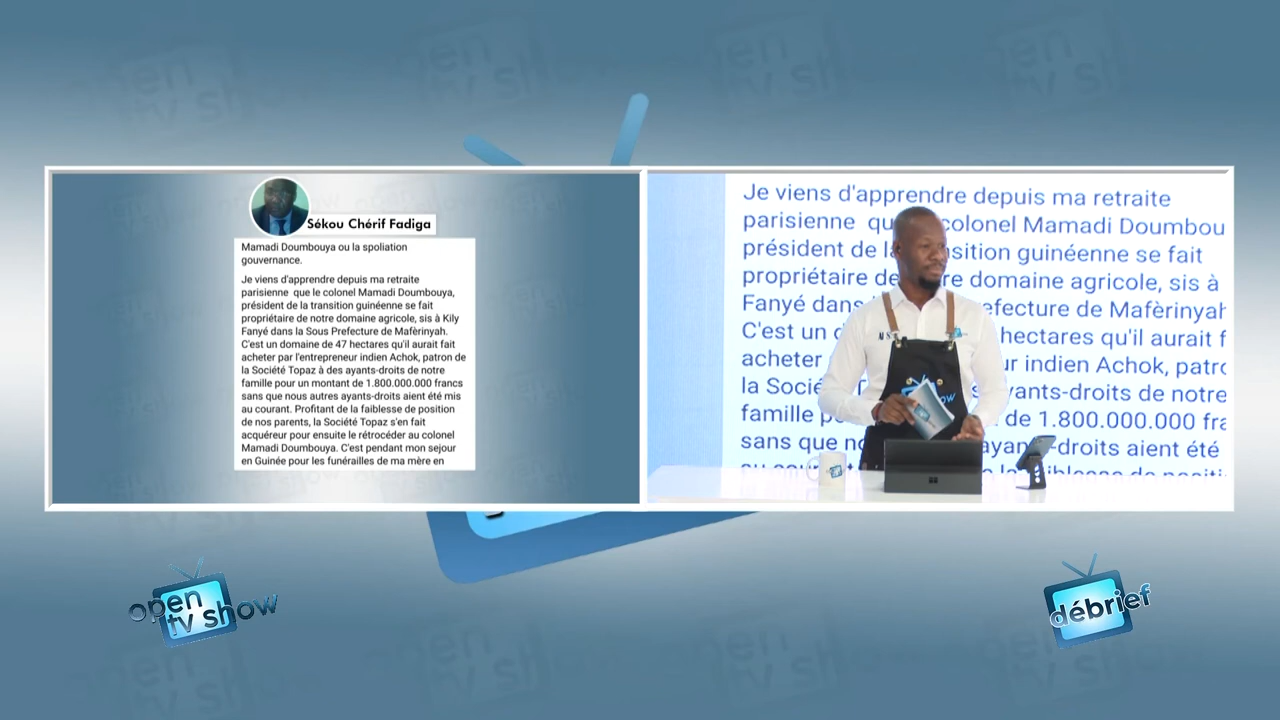 Sékou Chérif Fadiga
Mamadi Doumbouya ou la spoliation
gouvernance.
Je viens d'apprendre depuis ma retraite
parisienne que le colonel Mamadi Doumbouya,
président de la transition guinéenne se fait
propriétaire de notre domaine agricole, sis à Kily
Fanyé dans la Sous Prefecture de Mafèrinyah.
C'est un domaine de 47 hectares qu'il aurait fait
acheter par l'entrepreneur indien Achok, patron de
la Société Topaz à des ayants-droits de notre
famille pour un montant de 1.800.000.000 francs
sans que nous autres ayants-droits aient été mis
au courant. Profitant de la faiblesse de position
de nos parents, la Société Topaz s'en fait
acquéreur pour ensuite le rétrocéder au colonel
Mamadi Doumbouya. C'est pendant mon sejour
en Guinée pour les funérailles de ma mère en
Je viens d'apprendre depuis ma retraite
parisienne colonel Mamadi Doumbou
président de la transition guinéenne se fait
propriétaire domaine agricole, sis à
Fanyé dans efecture de Mafèrinyah
C'est un hectares qu'il aurait f
acheter indien Achok, patro
la Société ayants-droits de notre
famille de 1.800.000.000 fra
sans que ayants-droits aient été
open
tv show
débrief